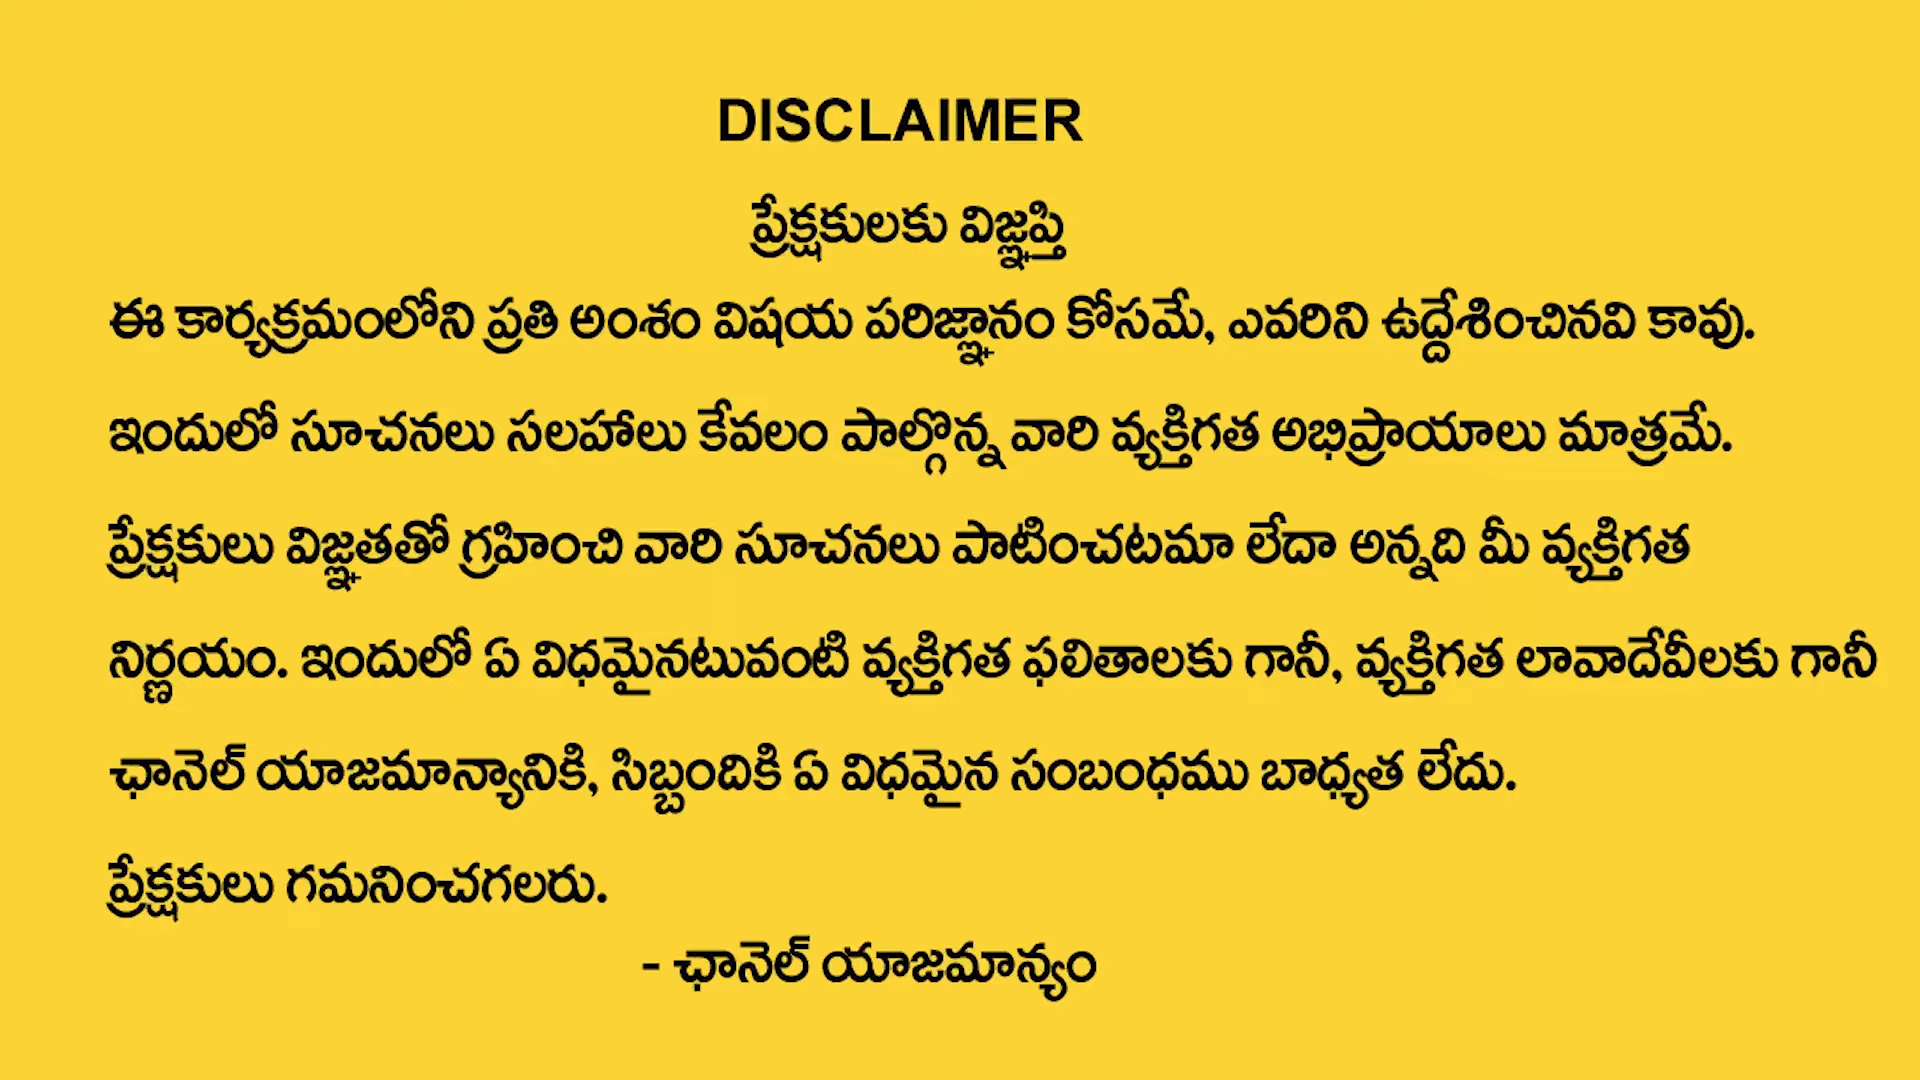 DISCLAIMER
ప్రేక్షకులకు విజ్ఞప్తి
ఈ కార్యక్రమంలోని ప్రతి అంశం విషయ పరిజ్ఞానం కోసమే, ఎవరిని ఉద్దేశించినవి కావు.
ఇందులో సూచనలు సలహాలు కేవలం పాల్గొన్న వారి వ్యక్తిగత అభిప్రాయాలు మాత్రమే.
ప్రేక్షకులు విజ్ఞతతో గ్రహించి వారి సూచనలు పాటించటమా లేదా అన్నది మీ వ్యక్తిగత
నిర్ణయం. ఇందులో ఏ విధమైనటువంటి వ్యక్తిగత ఫలితాలకు గానీ, వ్యక్తిగత లావాదేవీలకు గానీ
ఛానెల్ యాజమాన్యానికి, సిబ్బందికి ఏ విధమైన సంబంధము బాధ్యత లేదు.
ప్రేక్షకులు గమనించగలరు.
- ఛానెల్ యాజమాన్యం